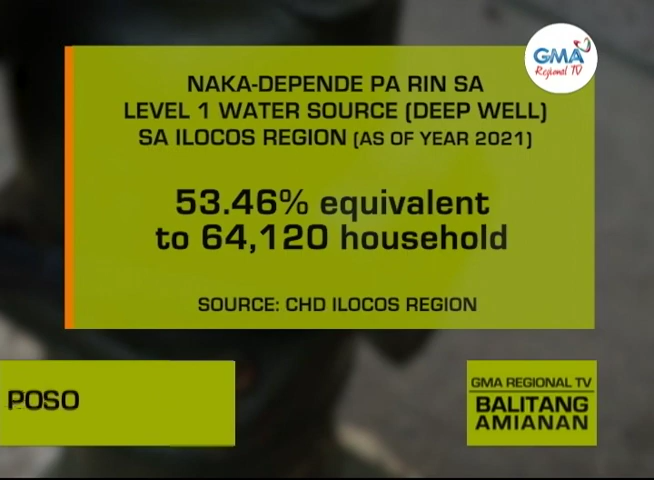 GMA
Regional TV
NAKA-DEPENDE PA RIN SA
LEVEL 1 WATER SOURCE (DEEP WELL)
SA ILOCOS REGION (AS OF YEAR 2021)
53.46% equivalent
to 64,120 household
SOURCE: CHD ILOCOS REGION
POSO
GMA REGIONAL TV
BALITANG
AMIANAN